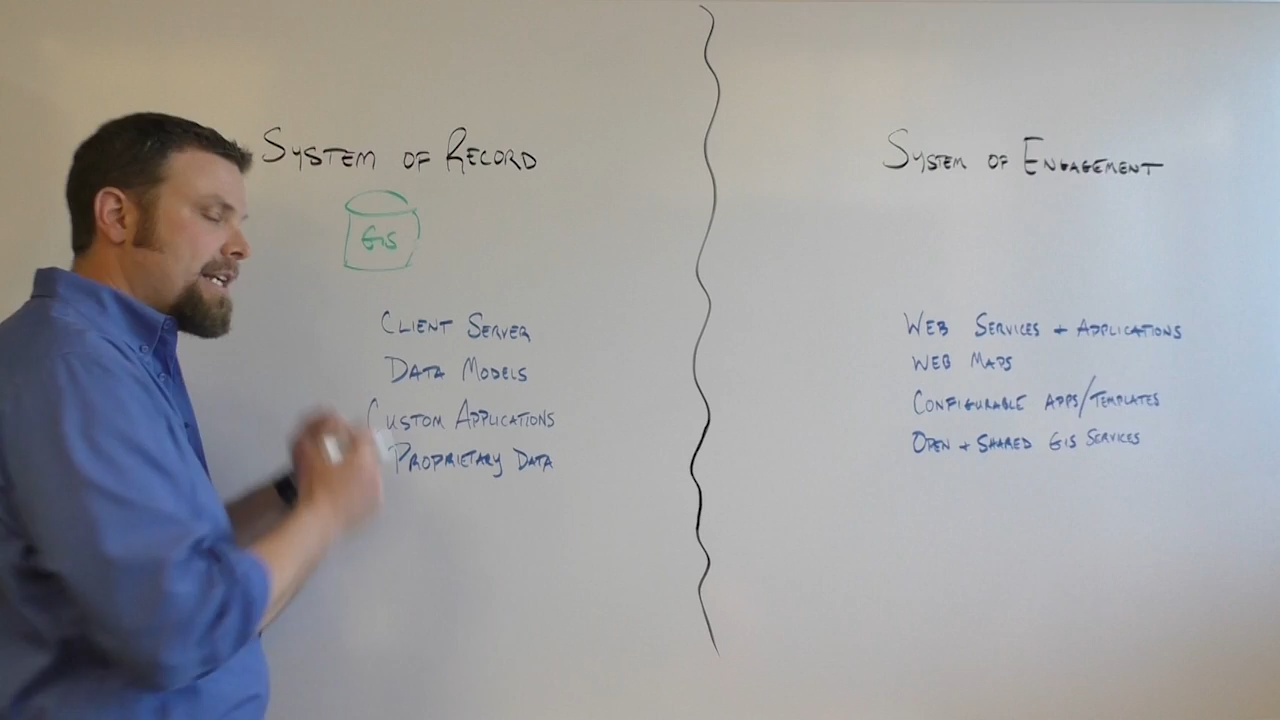 System of Record
GIS
Client Server
Data Models
Custom Applications
Proprietary Data
System of Engagement
Web Services + Applications
Web Maps
Configurable Apps/Templates
Open + Shared GIS Services